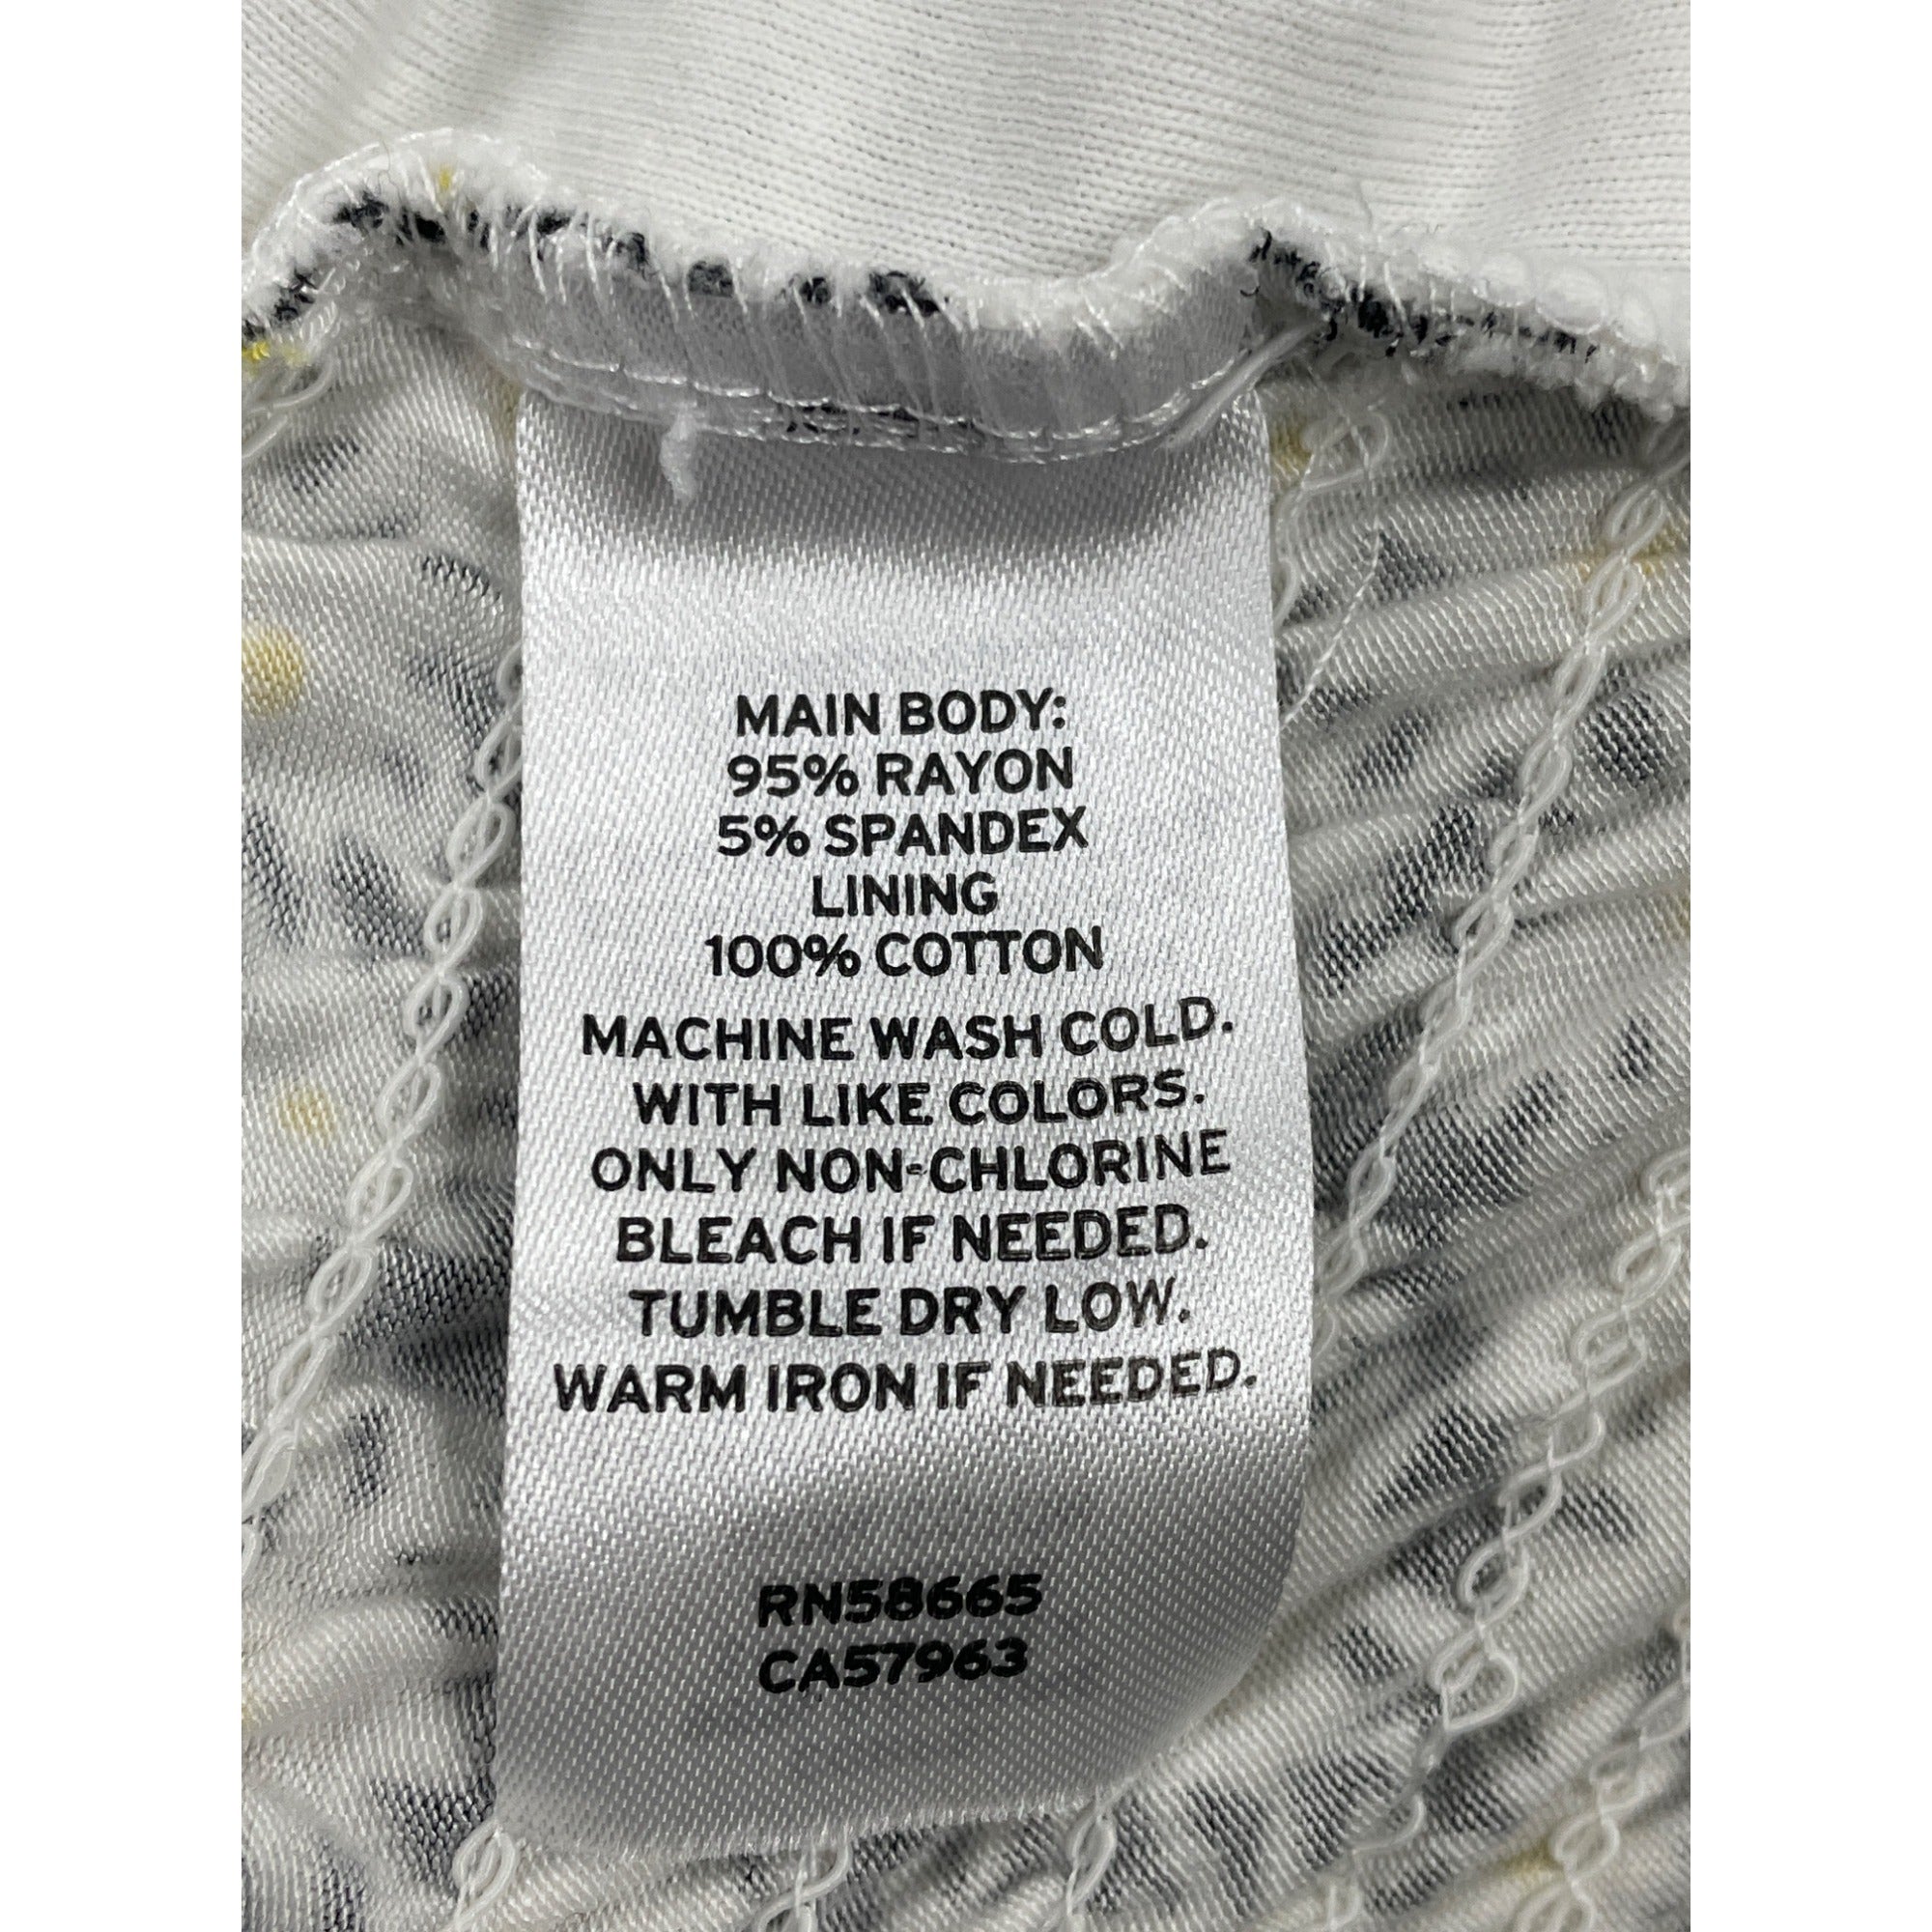 MAIN BODY:
95% RAYON
5% SPANDEX
LINING
100% COTTON
MACHINE WASH COLD.
WITH LIKE COLORS.
ONLY NON-CHLORINE
BLEACH IF NEEDED.
TUMBLE DRY LOW.
WARM IRON IF NEEDED.
RN58665
CA57963